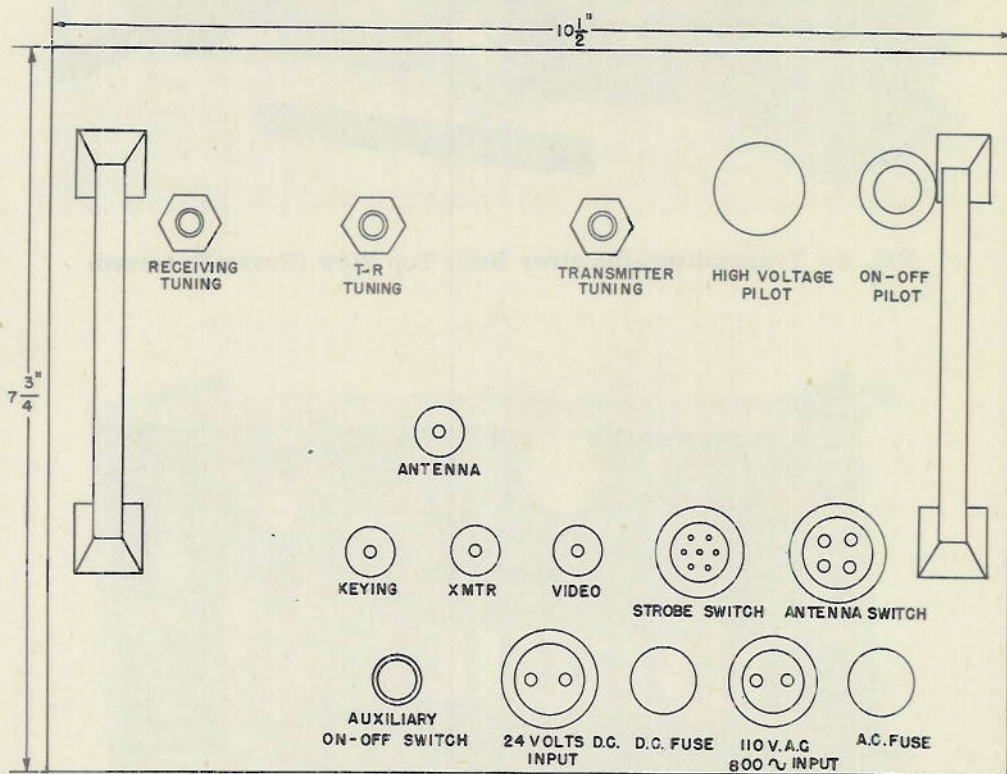 10 1/2"
7 3/4"
RECEIVING
TUNING
T-R
TUNING
TRANSMITTER
TUNING
HIGH VOLTAGE
PILOT
ON-OFF
PILOT
ANTENNA
KEYING
XMTR
VIDEO
STROBE SWITCH
ANTENNA SWITCH
AUXILIARY
ON-OFF SWITCH
24 VOLTS D.C.
INPUT
D.C. FUSE
110 V. A.C
800 ∿ INPUT
A.C. FUSE